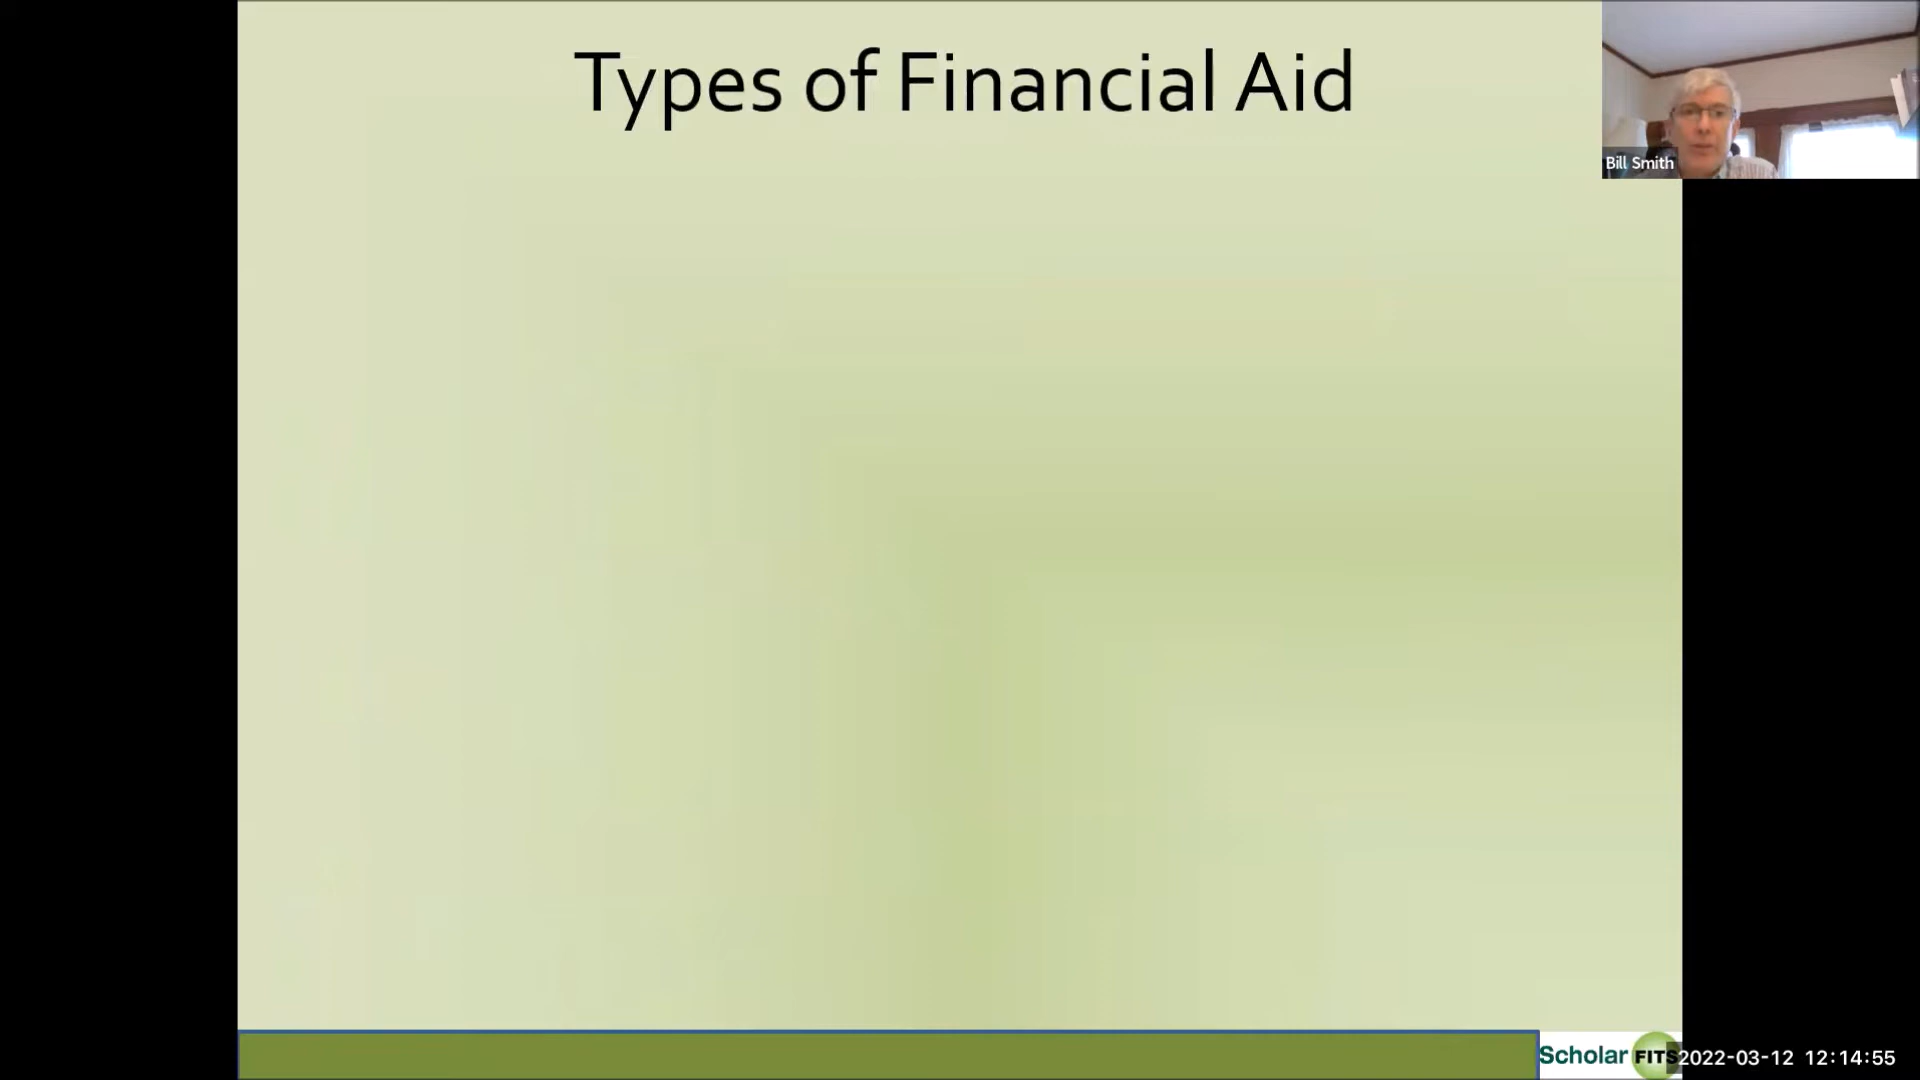 Types of Financial Aid
Bill Smith
Scholar FITS
2022-03-12 12:14:55